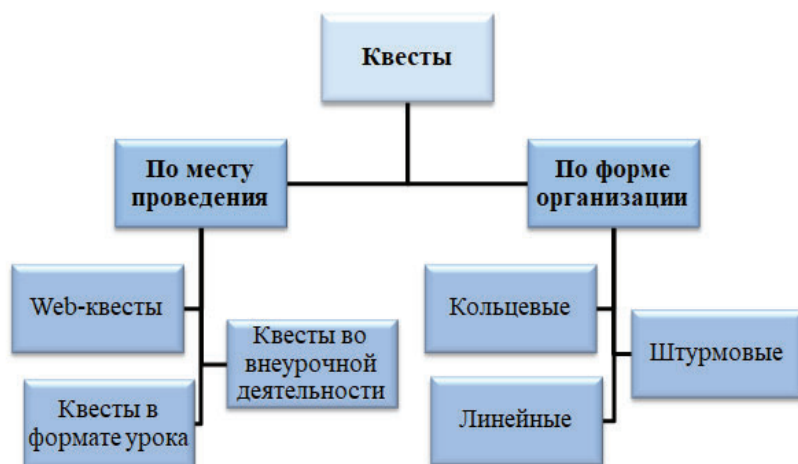 Квесты
По месту
проведения
По форме
организации
Web-квесты
Квесты во
внеурочной
деятельности
Квесты в
формате урока
Кольцевые
Штурмовые
Линейные